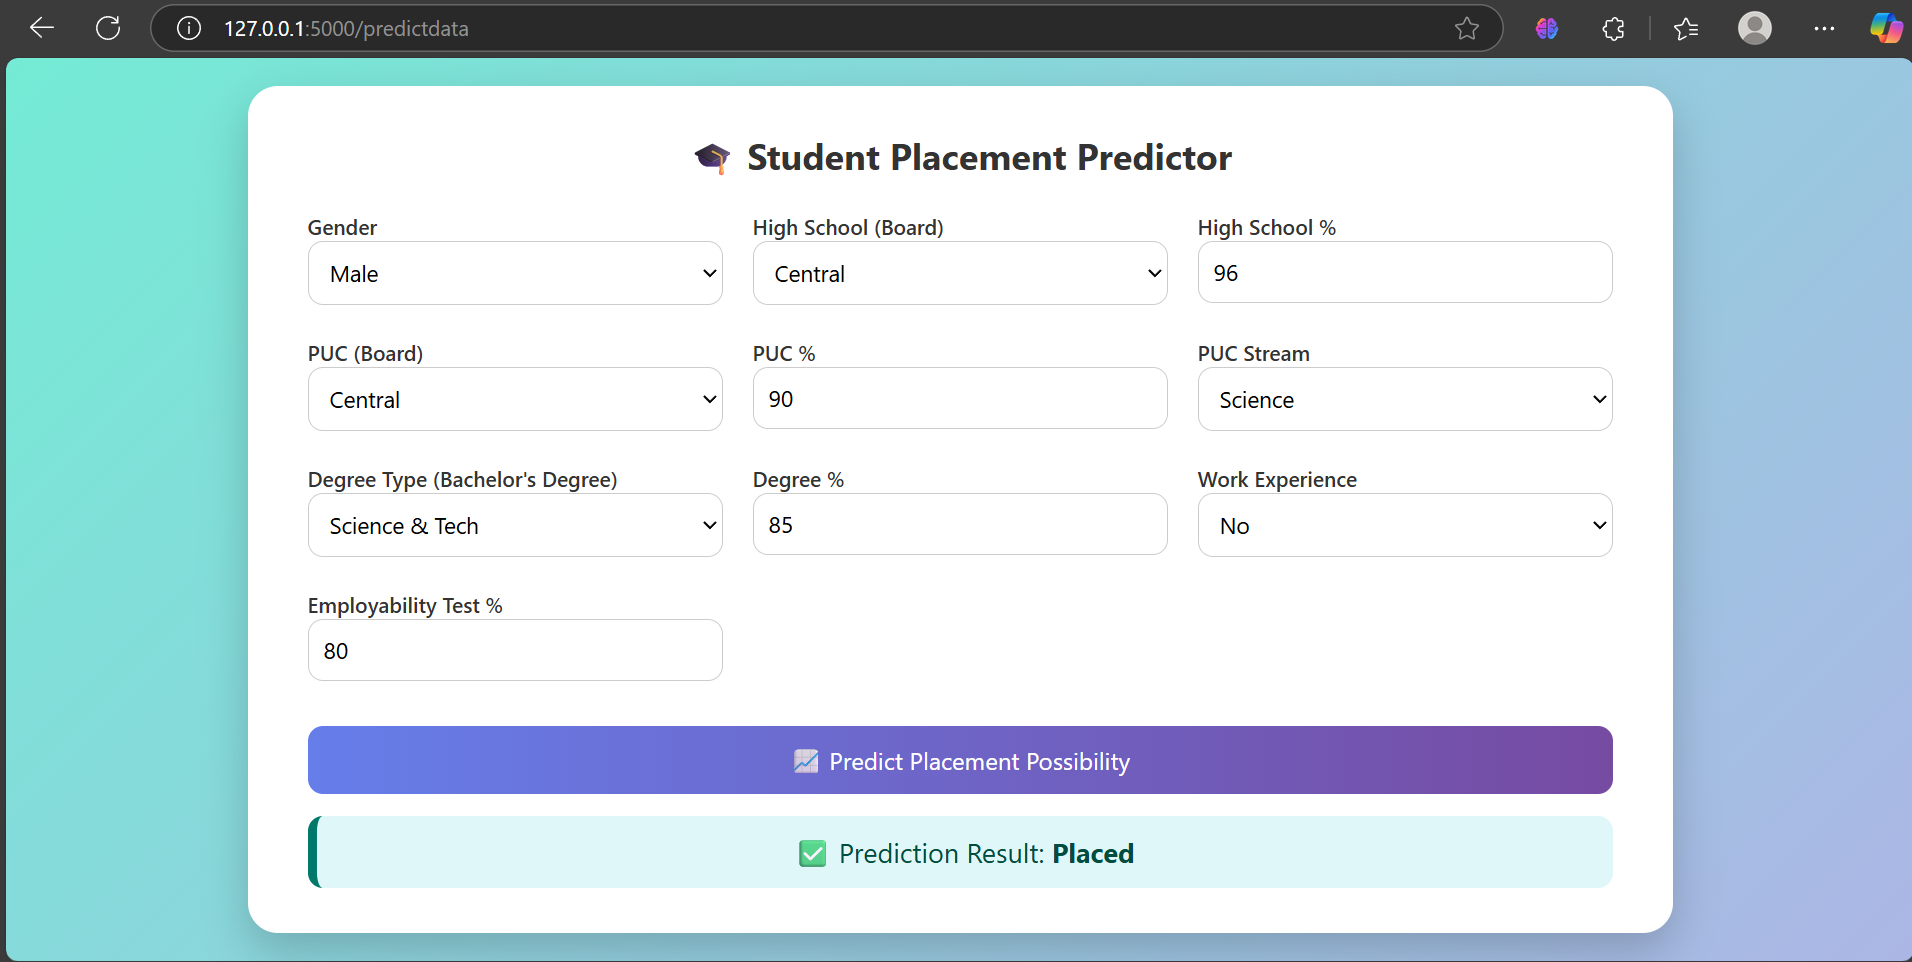 127.0.0.1:5000/predictdata
Student Placement Predictor
Gender High School (Board) High School %
Male Central 96
PUC (Board) PUC % PUC Stream
Central 90 Science
Degree Type (Bachelor's Degree) Degree % Work Experience
Science & Tech 85 No
Employability Test %
80
Predict Placement Possibility
Prediction Result: Placed